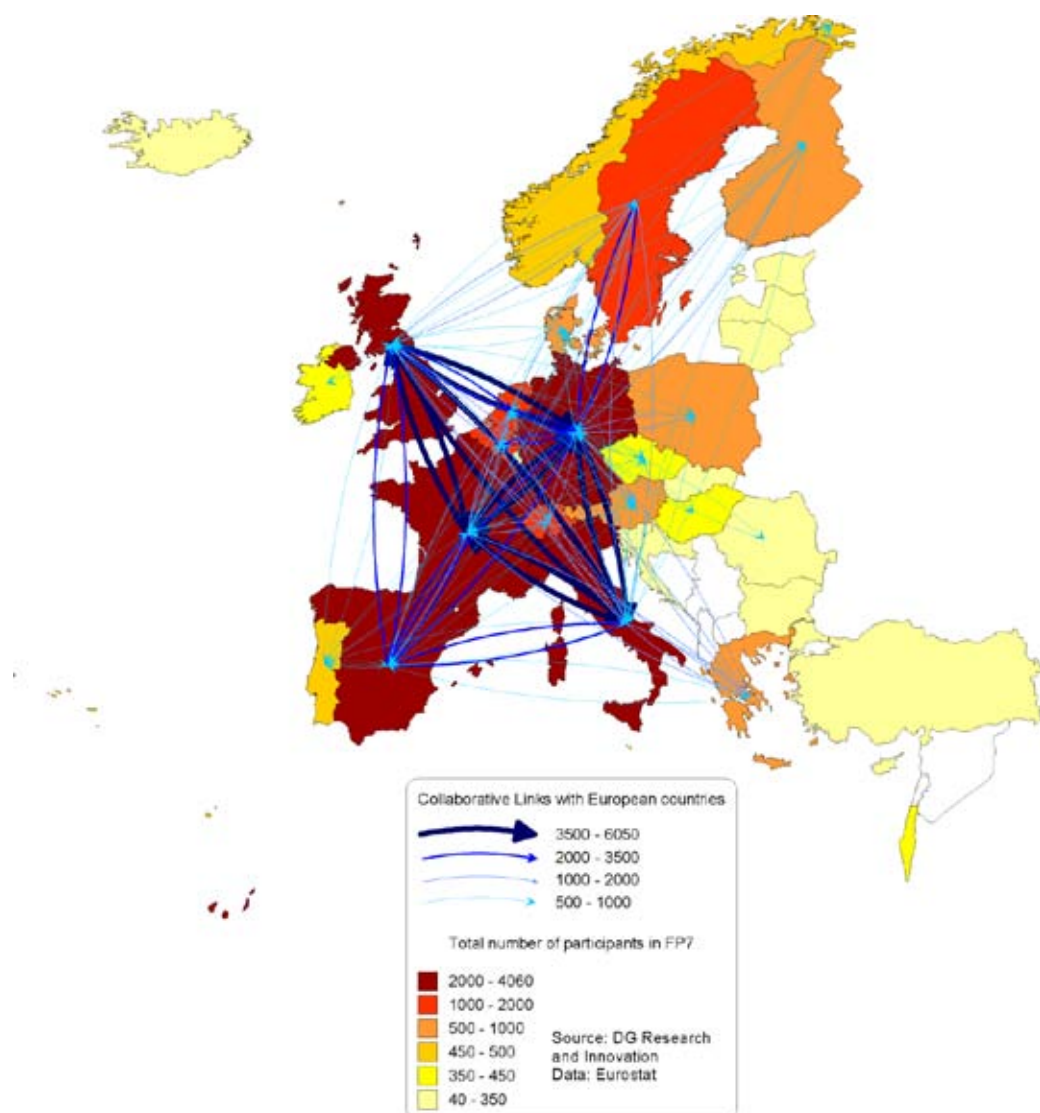 Collaborative Links with European countries
3500 - 6050
2000 - 3500
1000 - 2000
500 - 1000
Total number of participants in FP7
2000 - 4060
1000 - 2000
500 - 1000
450 - 500
350 - 450
40 - 350
Source: DG Research
and Innovation
Data: Eurostat